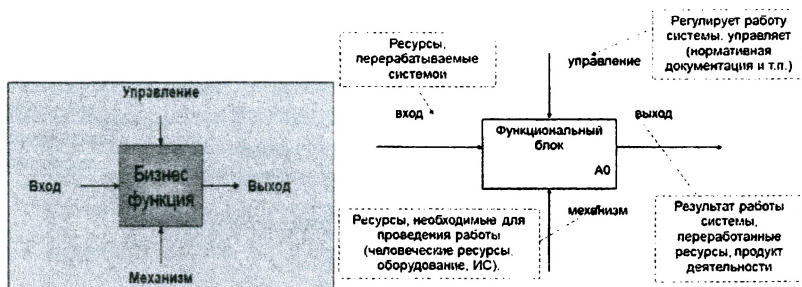 Управление
Вход
Бизнес
функция
Выход
Механизм
Ресурсы,
перерабатываемые
системой
Регулирует работу
системы, управляет
(нормативная
документация и т.п.)
управление
вход
выход
Функциональный
блок
А0
механизм
Ресурсы, необходимые для
проведения работы
(человеческие ресурсы,
оборудование, ИС).
Результат работы
системы,
переработанные
ресурсы, продукт
деятельности